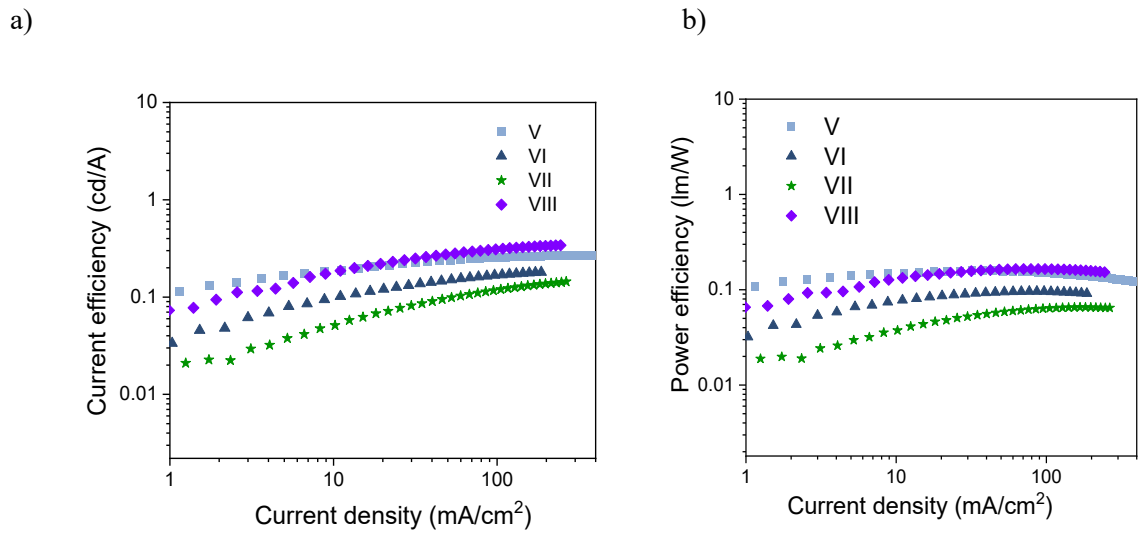 a)
b)
10
1
0.1
0.01
1
10
100
Current efficiency (cd/A)
Current density (mA/cm²)
V
VI
VII
VIII
10
1
0.1
0.01
1
10
100
Power efficiency (lm/W)
Current density (mA/cm²)
V
VI
VII
VIII